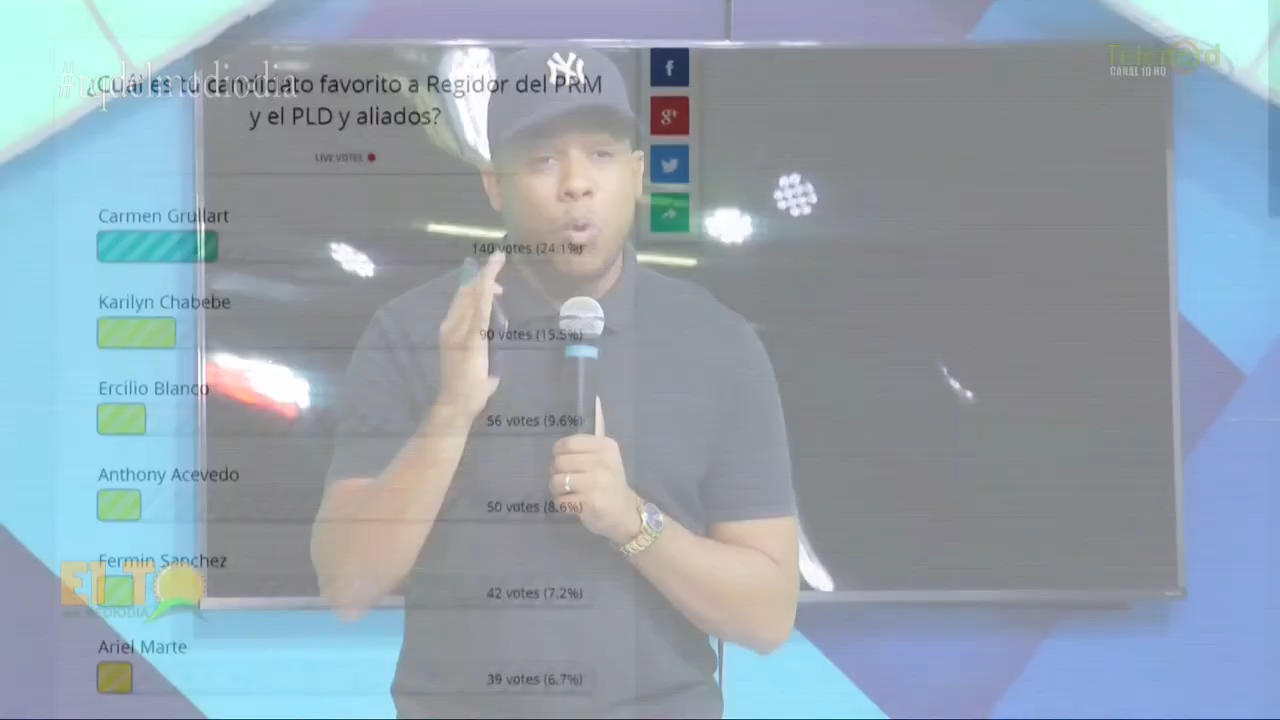 #tqdelmediodia
¿Cuál es tu candidato favorito a Regidor del PRM
y el PLD y aliados?
LIVE VOTES
Carmen Grullart
140 votes (24.1%)
Karilyn Chabebe
90 votes (15.5%)
Ercilio Blanco
56 votes (9.6%)
Anthony Acevedo
50 votes (8.6%)
Fermin Sanchez
42 votes (7.2%)
Ariel Marte
39 votes (6.7%)
f
g+
NY
Telenord
CANAL 10 HD